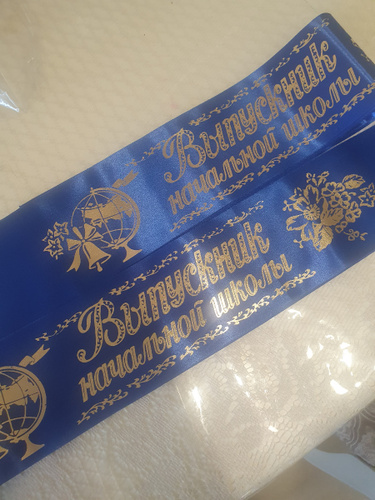 Выпускник
начальной школы
Выпускник
начальной школы